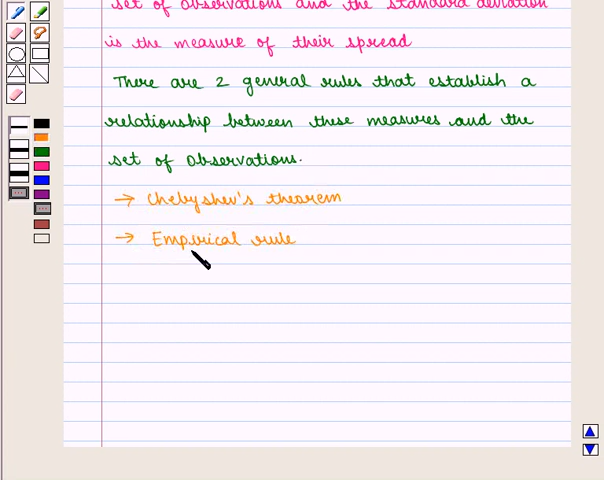 set of observations and the standard deviation
is the measure of their spread
There are 2 general rules that establish a
relationship between these measures and the
set of observations.
→ Chebyshev's theorem
→ Empirical rule